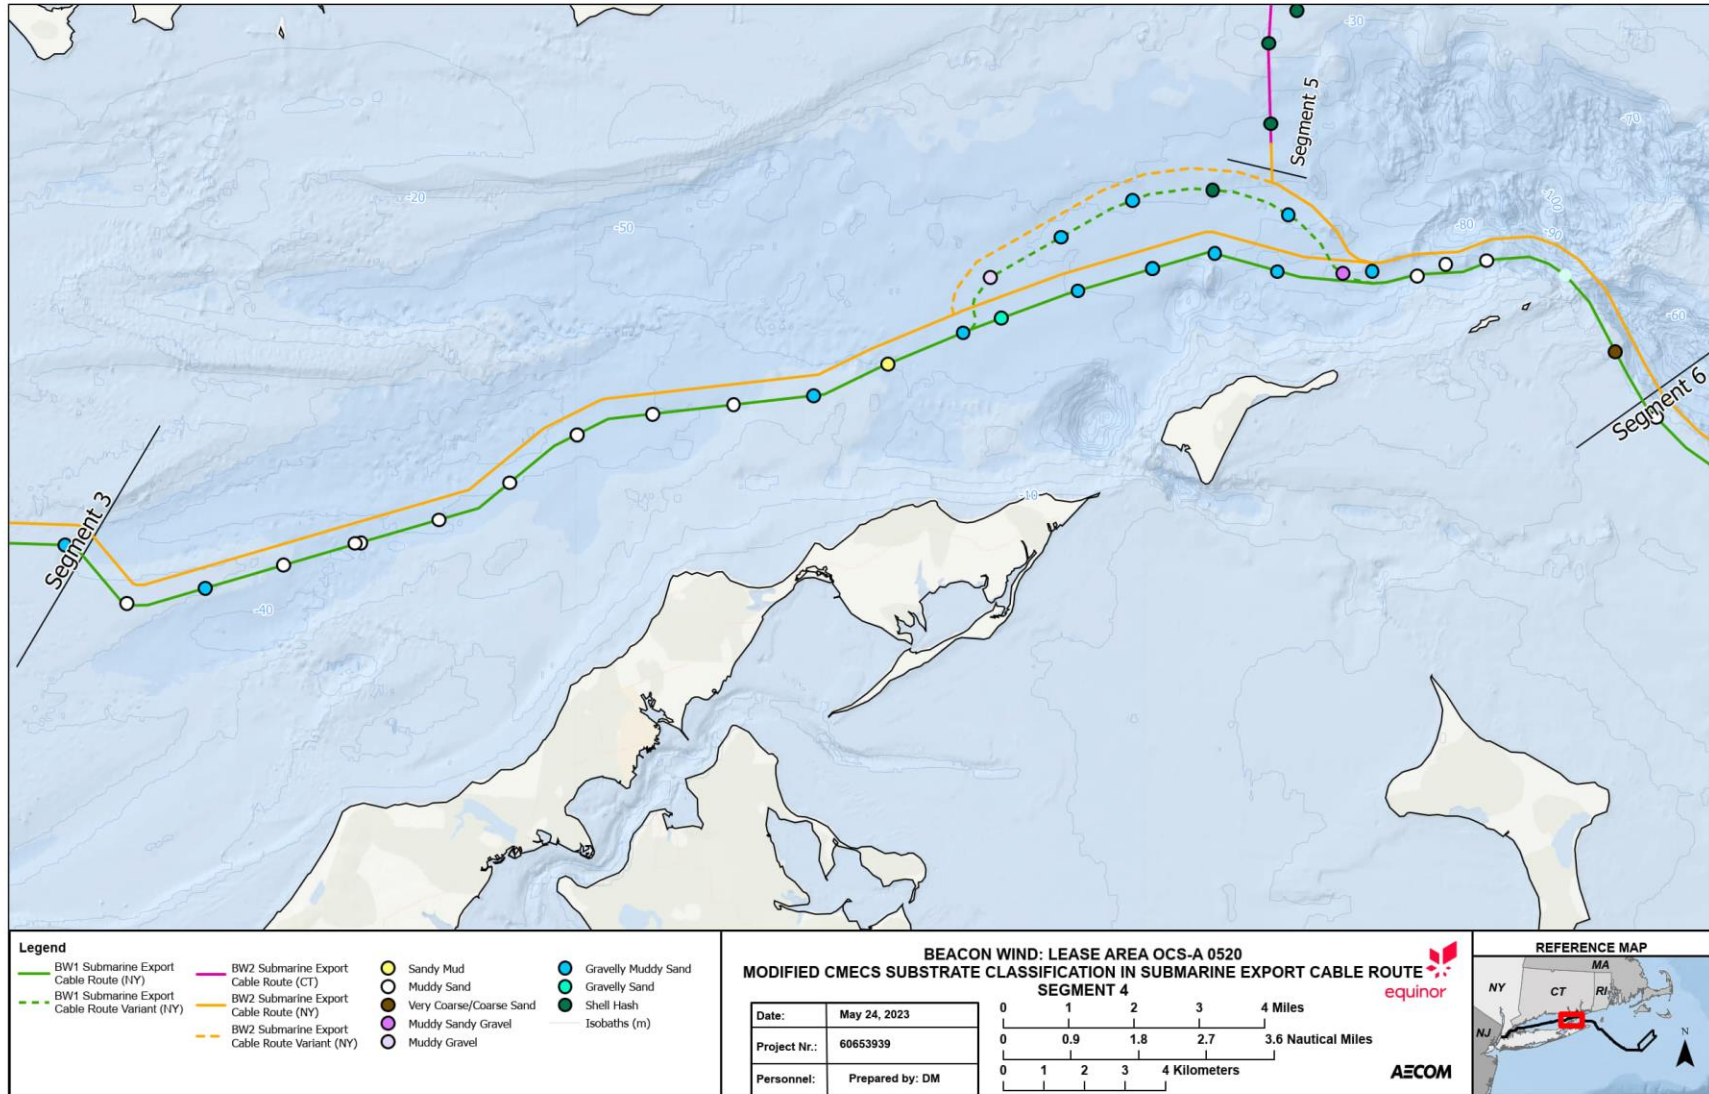 -30
Segment 5
-70
-20
-50
-80
-100
-90
-60
Segment 6
-10
Segment 3
-40
Legend
BW1 Submarine Export
Cable Route (NY)
BW1 Submarine Export
Cable Route Variant (NY)
BW2 Submarine Export
Cable Route (CT)
BW2 Submarine Export
Cable Route (NY)
BW2 Submarine Export
Cable Route Variant (NY)
Sandy Mud
Muddy Sand
Very Coarse/Coarse Sand
Muddy Sandy Gravel
Muddy Gravel
Gravelly Muddy Sand
Gravelly Sand
Shell Hash
Isobaths (m)
BEACON WIND: LEASE AREA OCS-A 0520
MODIFIED CMECS SUBSTRATE CLASSIFICATION IN SUBMARINE EXPORT CABLE ROUTE
SEGMENT 4
equinor
Date: May 24, 2023
Project Nr.: 60653939
Personnel: Prepared by: DM
0 1 2 3 4 Miles
0 0.9 1.8 2.7 3.6 Nautical Miles
0 1 2 3 4 Kilometers
AECOM
REFERENCE MAP
MA
NY
CT
RI
NJ
N